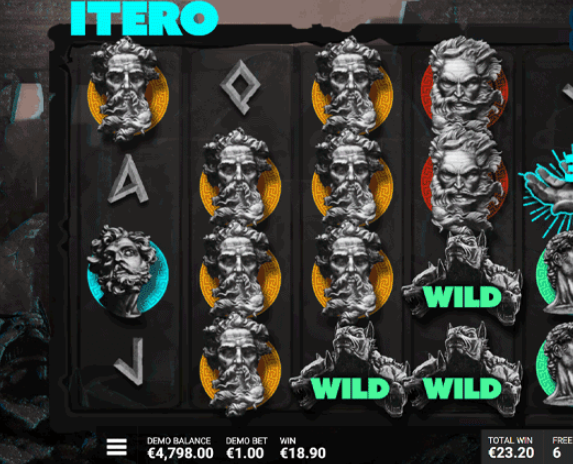 ITERO
WILD
WILD WILD
DEMO BALANCE DEMO BET WIN TOTAL WIN FREE
€4,798.00 €1.00 €18.90 €23.20 6